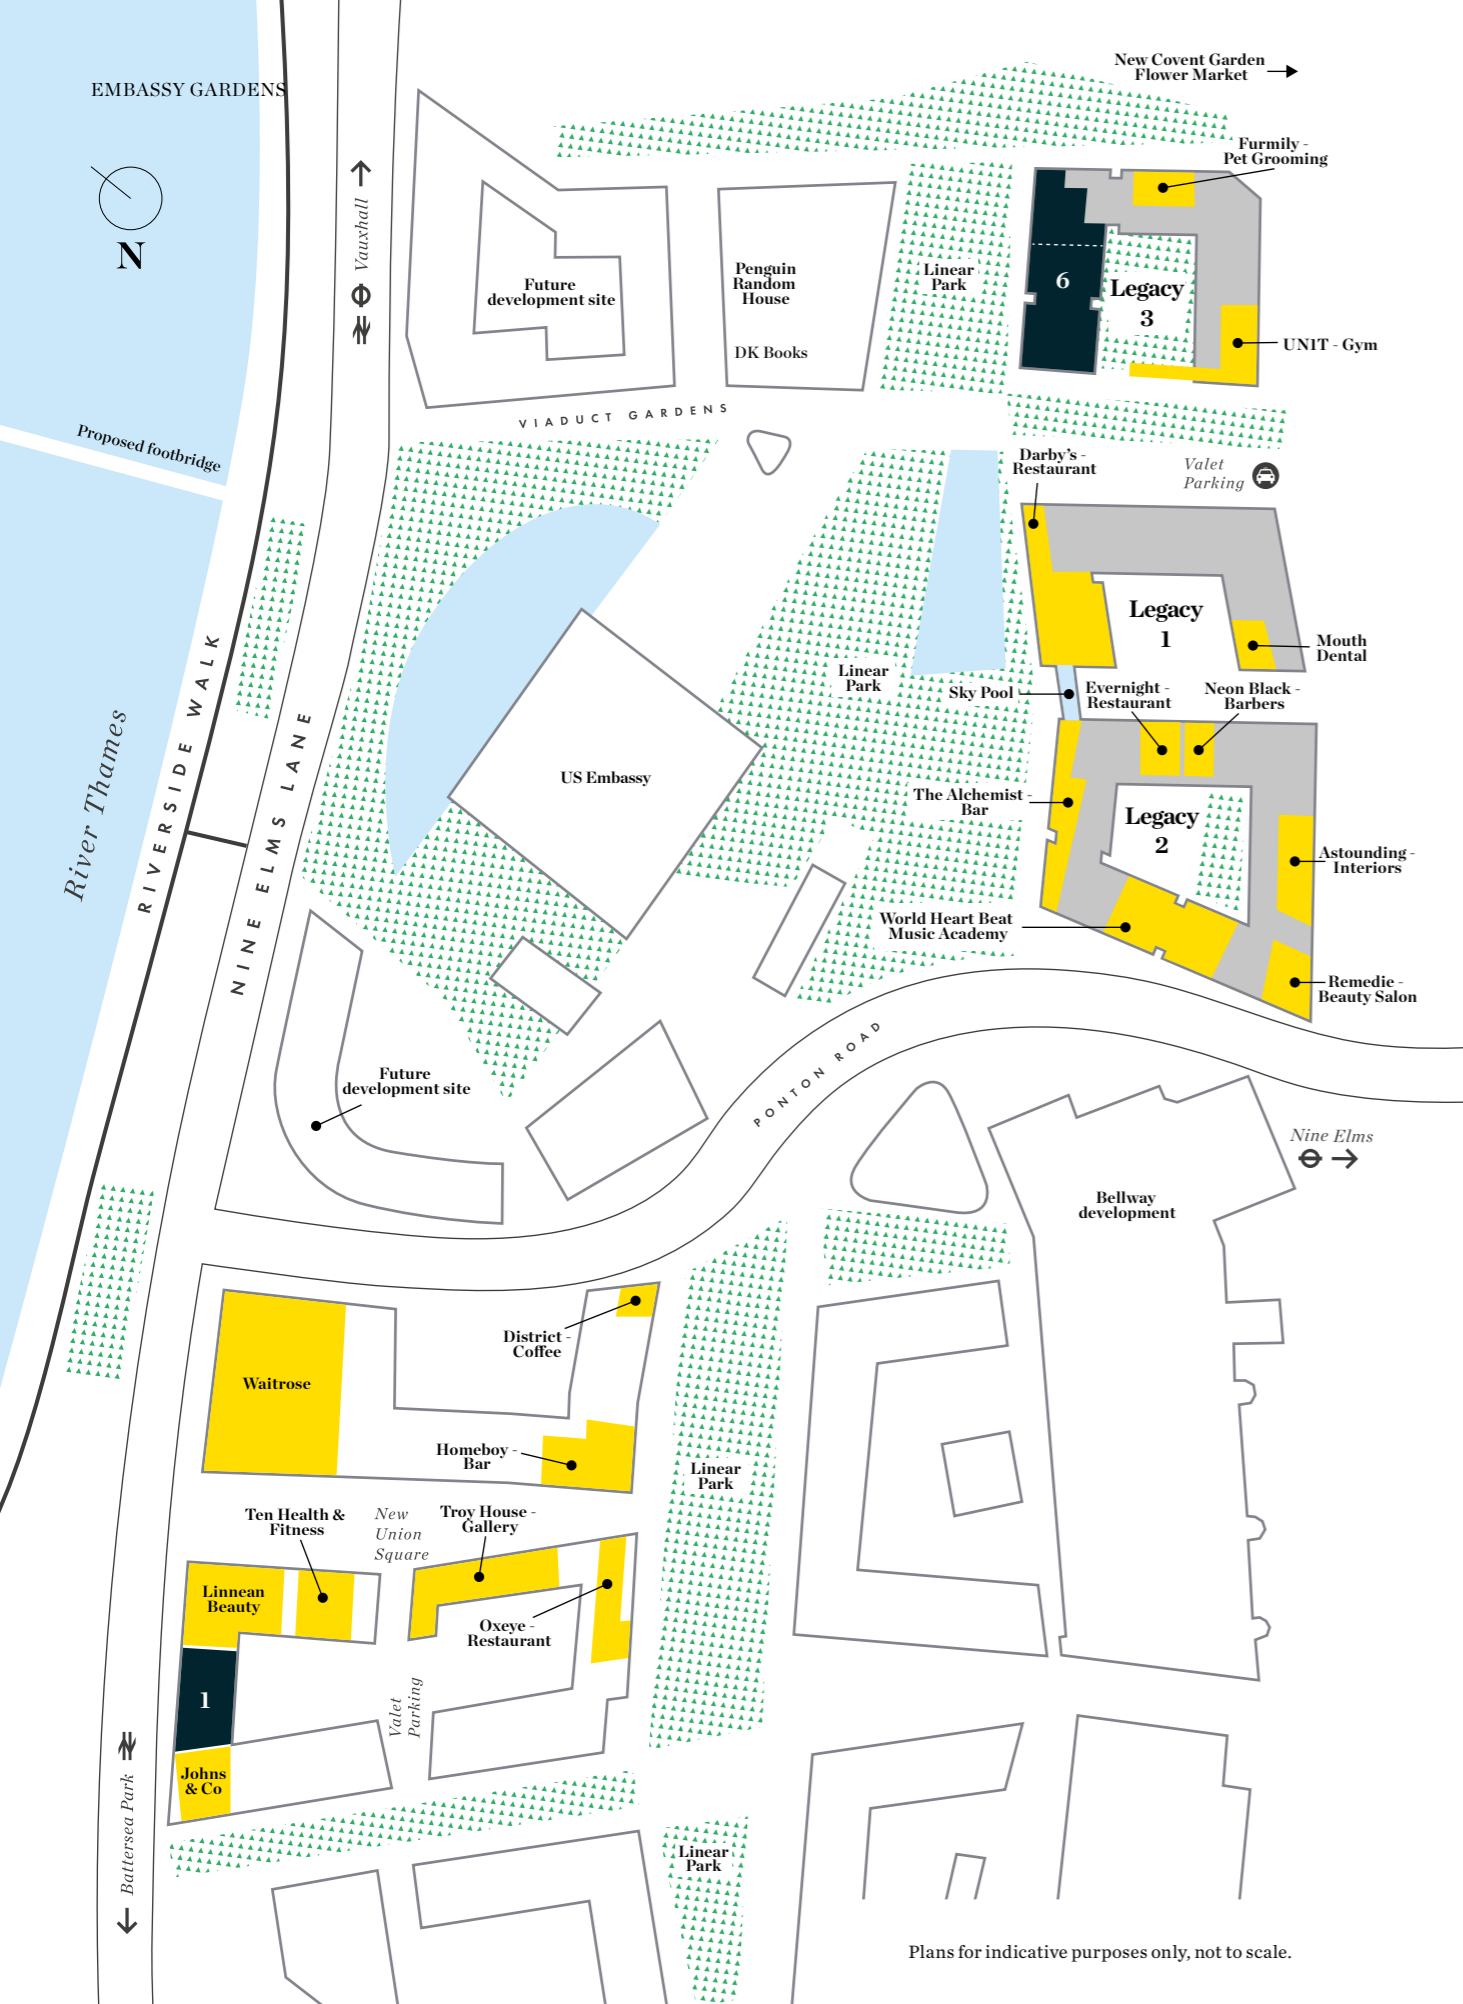 New Covent Garden
Flower Market
EMBASSY GARDENS
N
Vauxhall
Furmily -
Pet Grooming
Future
development site
Penguin
Random
House
DK Books
Linear
Park
6
Legacy
3
UN1T - Gym
VIADUCT GARDENS
Proposed footbridge
Darby's -
Restaurant
Valet
Parking
Legacy
1
Mouth
Dental
Linear
Park
Sky Pool
Evernight -
Restaurant
Neon Black -
Barbers
RIVERSIDE WALK
River Thames
NINE ELMS LANE
US Embassy
The Alchemist -
Bar
Legacy
2
Astounding -
Interiors
World Heart Beat
Music Academy
Remedie -
Beauty Salon
PONTON ROAD
Future
development site
Nine Elms
Bellway
development
District -
Coffee
Waitrose
Homeboy -
Bar
Linear
Park
Ten Health &
Fitness
New
Union
Square
Troy House -
Gallery
Linnean
Beauty
Oxeye -
Restaurant
1
Valet
Parking
Johns
& Co
Battersea Park
Linear
Park
Plans for indicative purposes only, not to scale.